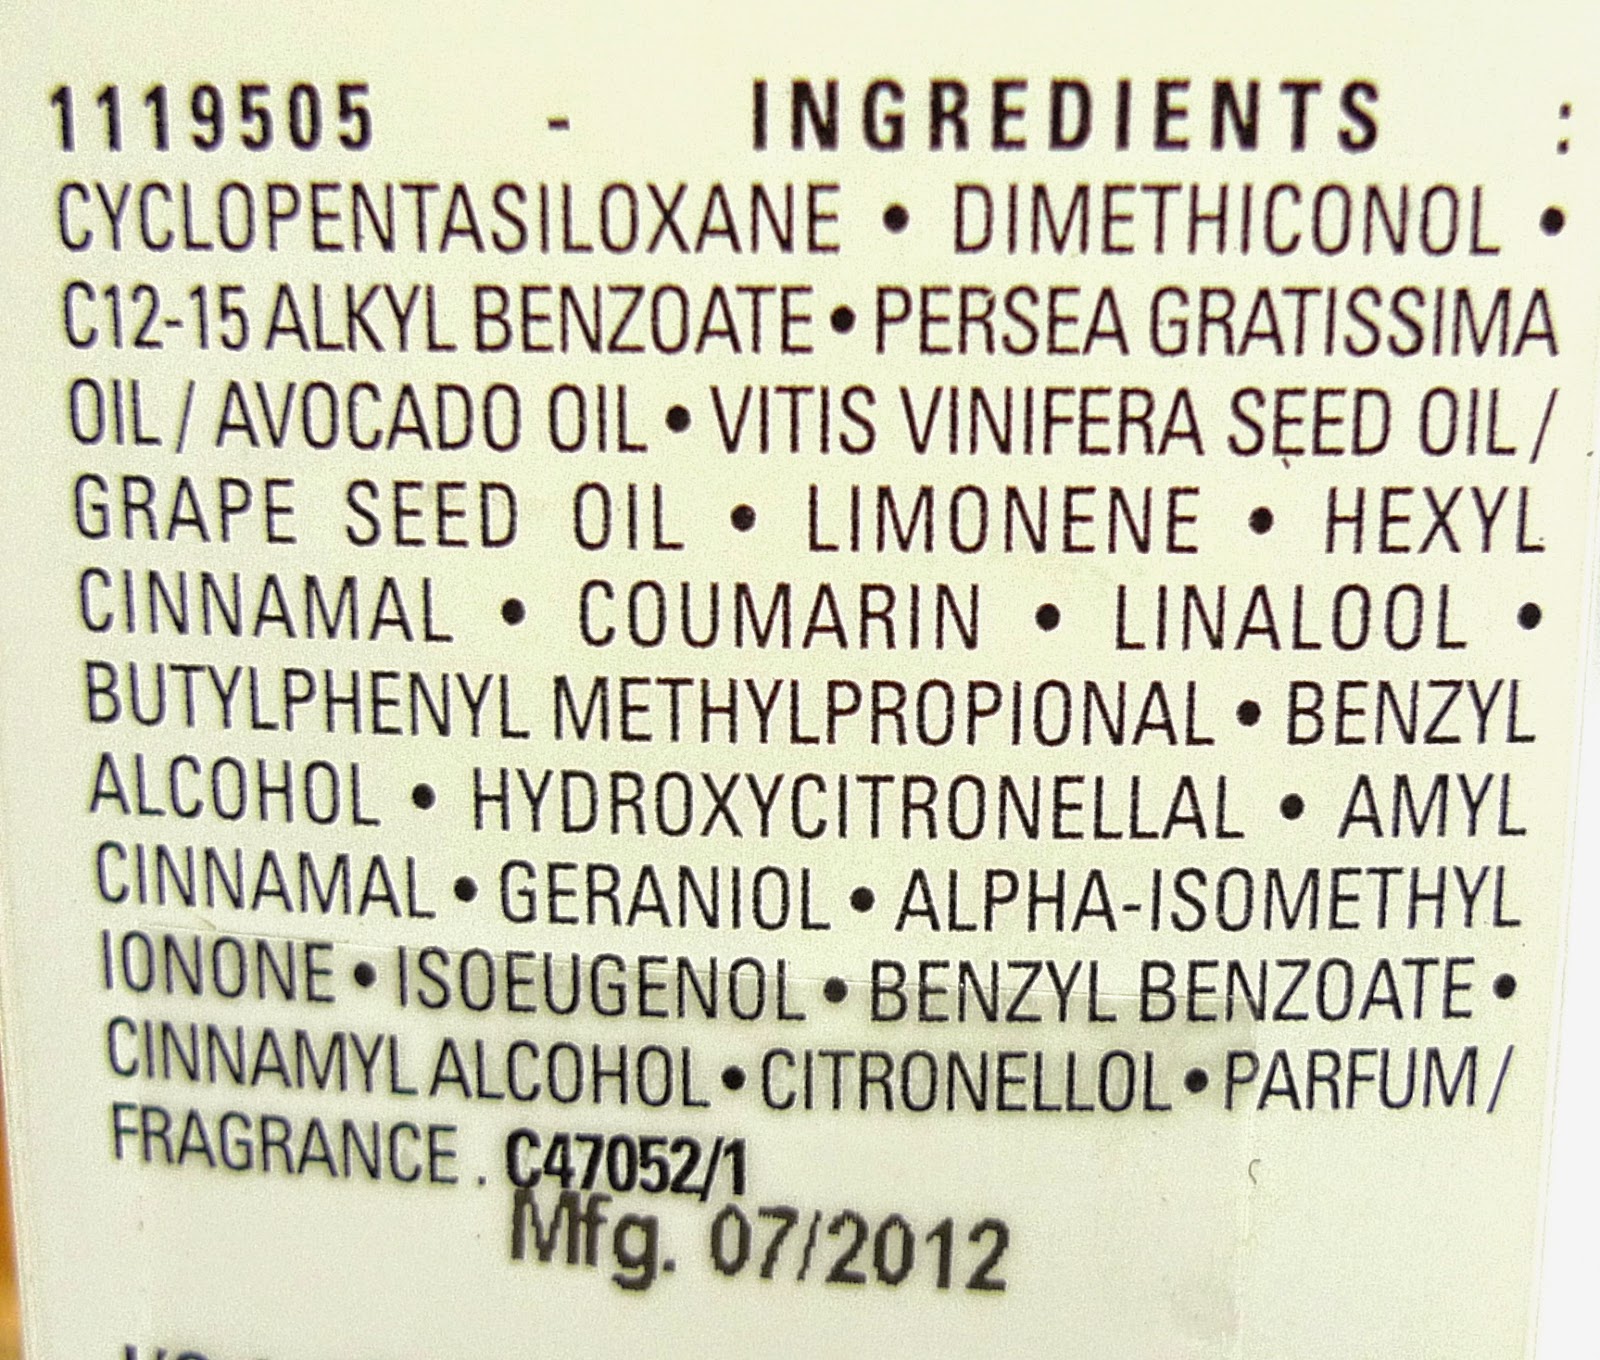 1119505 - INGREDIENTS :
CYCLOPENTASILOXANE • DIMETHICONOL •
C12-15 ALKYL BENZOATE • PERSEA GRATISSIMA
OIL / AVOCADO OIL • VITIS VINIFERA SEED OIL /
GRAPE SEED OIL • LIMONENE • HEXYL
CINNAMAL • COUMARIN • LINALOOL •
BUTYLPHENYL METHYLPROPIONAL • BENZYL
ALCOHOL • HYDROXYCITRONELLAL • AMYL
CINNAMAL • GERANIOL • ALPHA-ISOMETHYL
IONONE • ISOEUGENOL • BENZYL BENZOATE •
CINNAMYL ALCOHOL • CITRONELLOL • PARFUM /
FRAGRANCE . C47052/1
Mfg. 07/2012